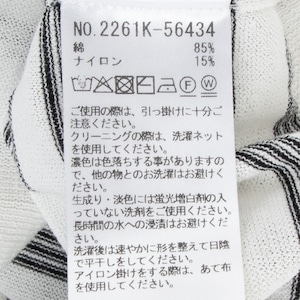 NO.2261K-56434
綿 85%
ナイロン 15%
ご使用の際は、引っ掛けに十分ご
注意ください。
クリーニングの際は、洗濯ネット
を使用してください。
濃色は色落ちする事がありますの
で、他の物とのお洗濯はお避け
ください。
生成り・淡色には蛍光増白剤の入
っていない洗剤をご使用ください。
長時間の水への浸漬はお避けくだ
さい。
洗濯後は速やかに形を整えて日陰
で平干しをしてください。
アイロン掛けをする際は、あて布
を使用してください。